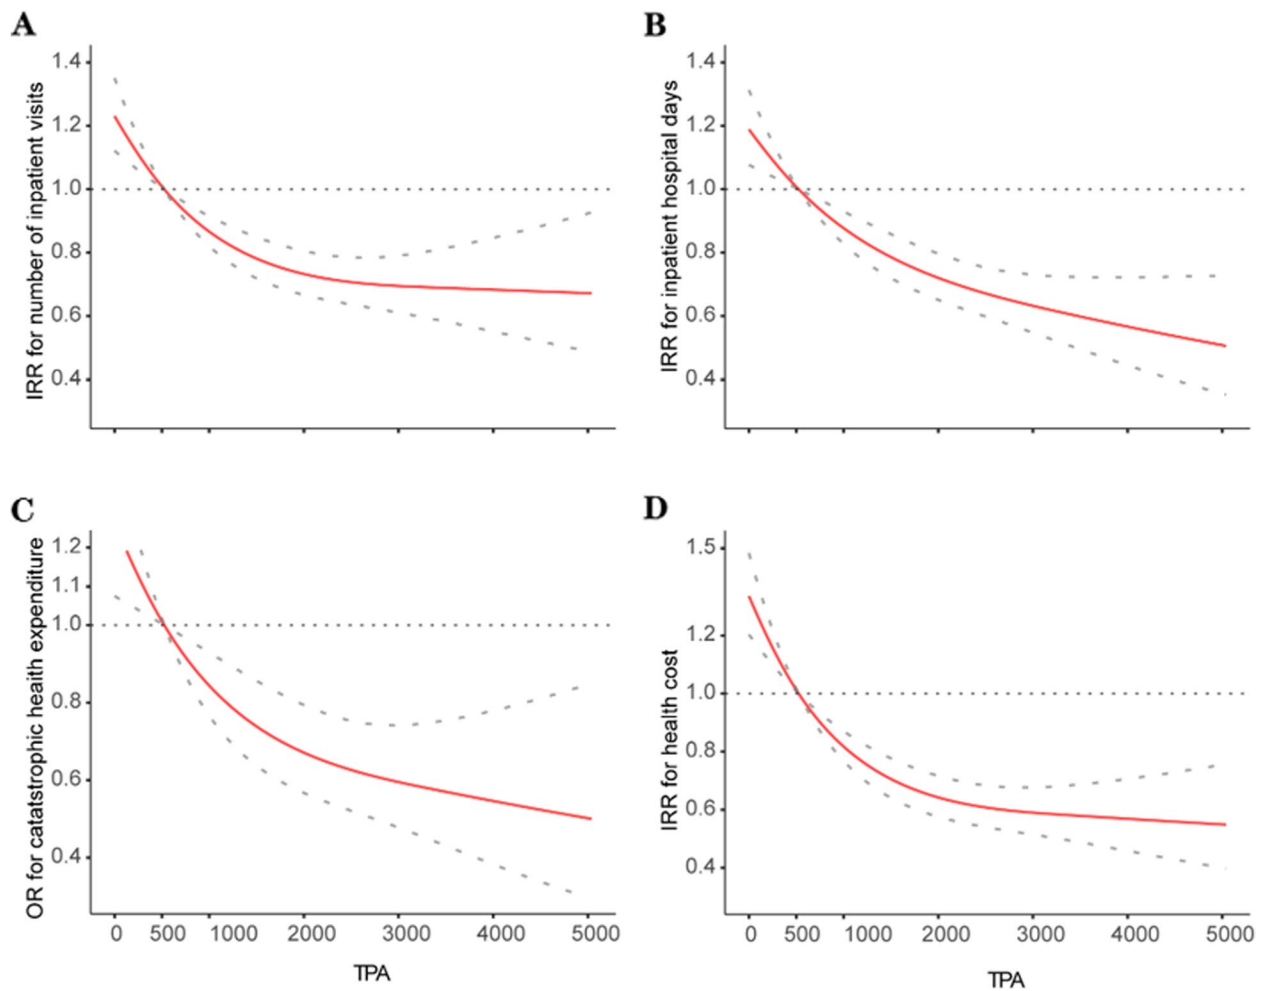 A
IRR for number of inpatient visits
1.4
1.2
1.0
0.8
0.6
0.4
B
IRR for inpatient hospital days
1.4
1.2
1.0
0.8
0.6
0.4
C
OR for catatstrophic health expenditure
1.2
1.1
1.0
0.8
0.6
0.4
0 500 1000 2000 3000 4000 5000
TPA
D
IRR for health cost
1.5
1.2
1.0
0.8
0.6
0.4
0 500 1000 2000 3000 4000 5000
TPA